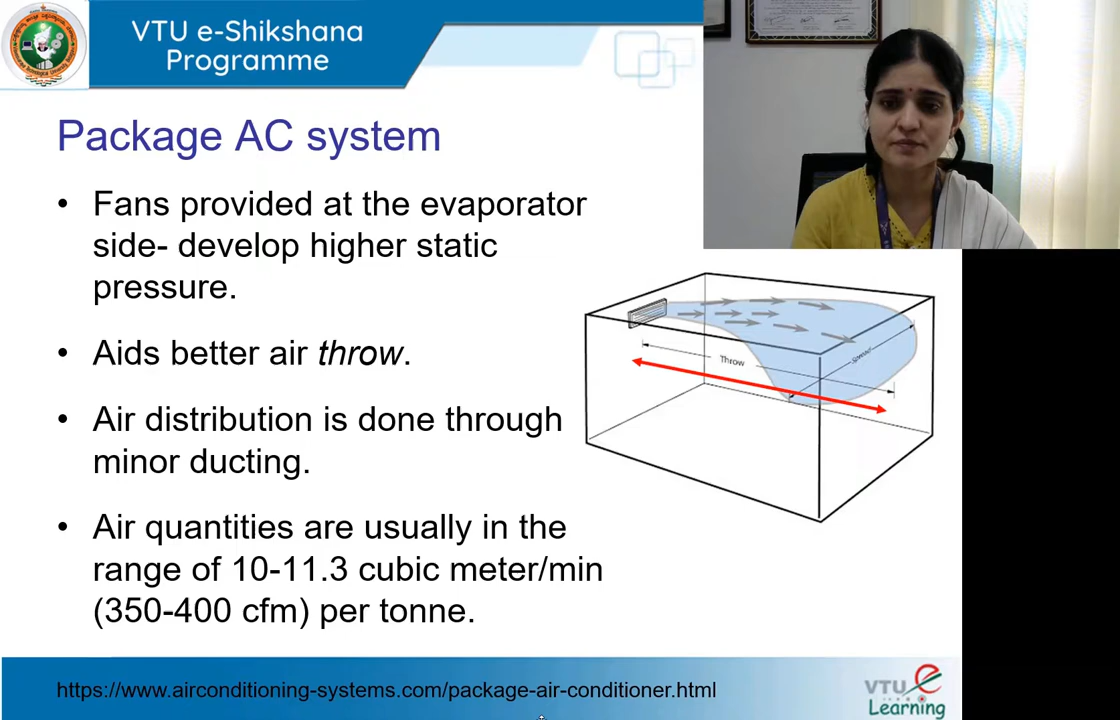 VTU e-Shikshana
Programme
Package AC system
• Fans provided at the evaporator
side- develop higher static
pressure.
• Aids better air throw.
• Air distribution is done through
minor ducting.
• Air quantities are usually in the
range of 10-11.3 cubic meter/min
(350-400 cfm) per tonne.
Throw
Spread
https://www.airconditioning-systems.com/package-air-conditioner.html
VTU e
Learning